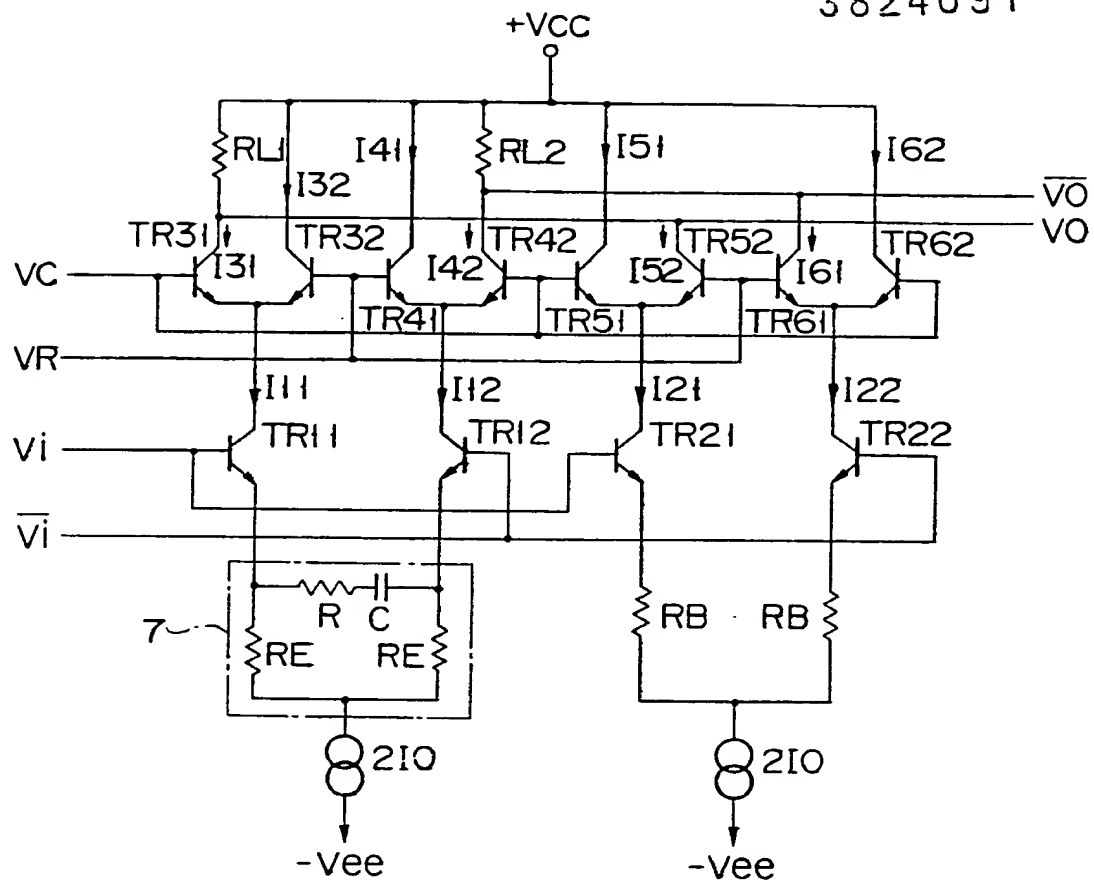 3824091
+VCC
RL1
I32
I41
RL2
I51
I62
V̅O̅
VO
TR31
I31
TR32
I42
TR42
I52
TR52
I61
TR62
VC
TR41
TR51
TR61
VR
I11
I12
I21
I22
Vi
TR11
TR12
TR21
TR22
V̅i̅
R
C
7
RE
RE
RB
RB
2I0
2I0
-Vee
-Vee